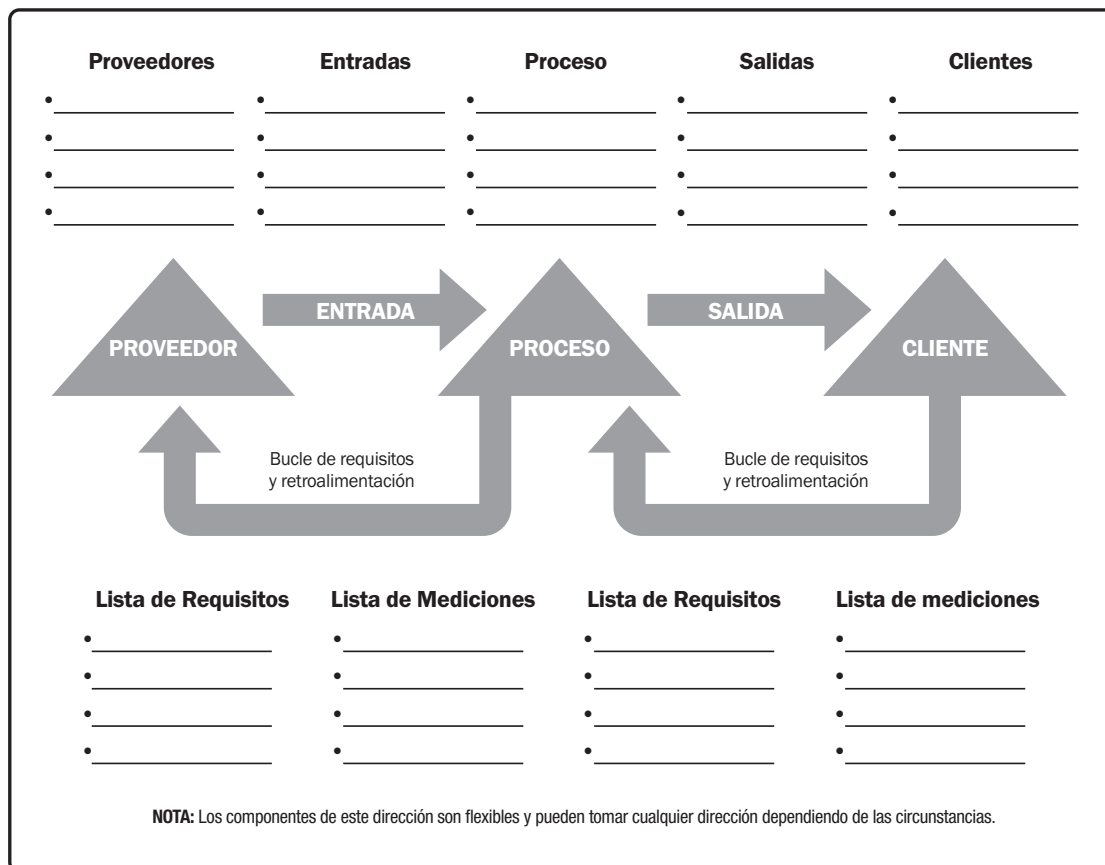 Proveedores
Entradas
Proceso
Salidas
Clientes
PROVEEDOR
ENTRADA
PROCESO
SALIDA
CLIENTE
Bucle de requisitos
y retroalimentación
Bucle de requisitos
y retroalimentación
Lista de Requisitos
Lista de Mediciones
Lista de Requisitos
Lista de mediciones
NOTA: Los componentes de este dirección son flexibles y pueden tomar cualquier dirección dependiendo de las circunstancias.